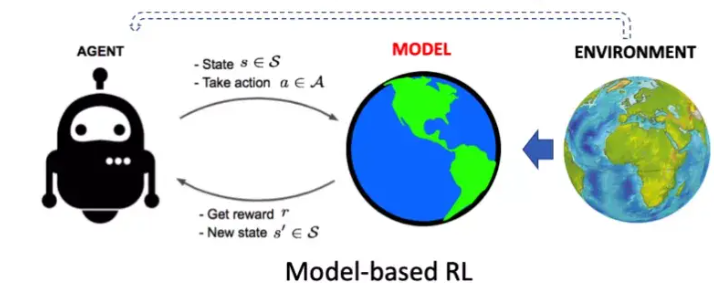 AGENT
- State s ∈ 𝒮
- Take action a ∈ 𝒜
MODEL
ENVIRONMENT
- Get reward r
- New state s′ ∈ 𝒮
Model-based RL